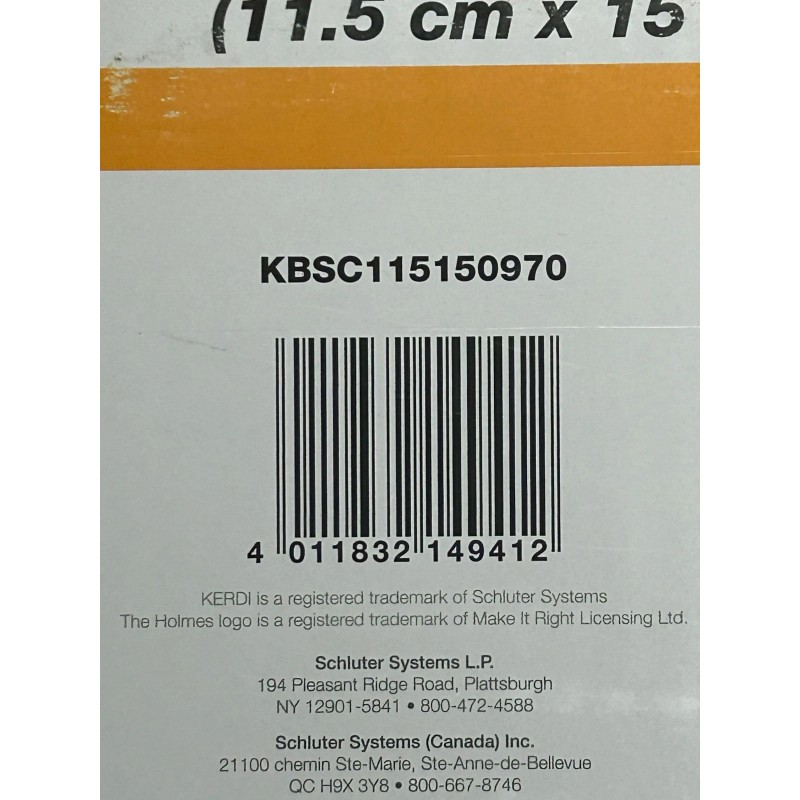 (11.5 cm x 15
KBSC115150970
4 011832 149412
KERDI is a registered trademark of Schluter Systems
The Holmes logo is a registered trademark of Make It Right Licensing Ltd.
Schluter Systems L.P.
194 Pleasant Ridge Road, Plattsburgh
NY 12901-5841 • 800-472-4588
Schluter Systems (Canada) Inc.
21100 chemin Ste-Marie, Ste-Anne-de-Bellevue
QC H9X 3Y8 • 800-667-8746